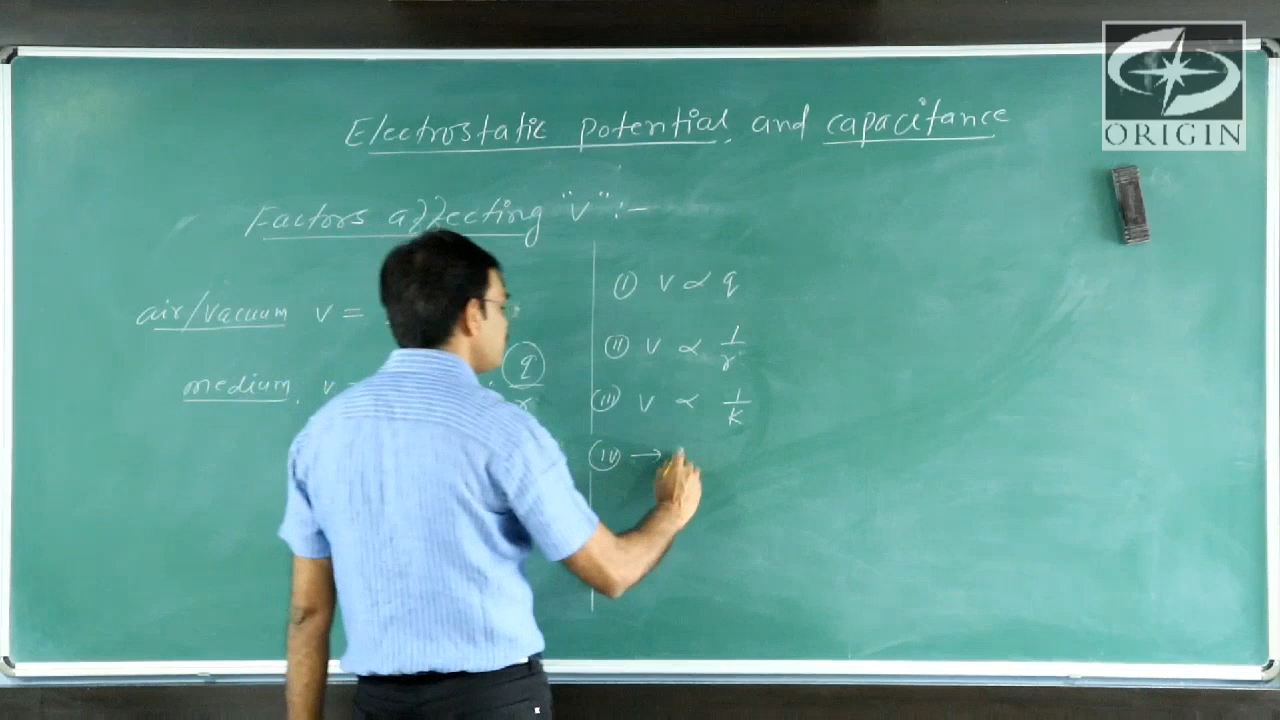 ORIGIN
Electrostatic potential and capacitance
Factors affecting "V" :-
air/vacuum V =
medium. V = . q/r
(i) V ∝ q
(ii) V ∝ 1/r
(iii) V ∝ 1/K
(iv) →